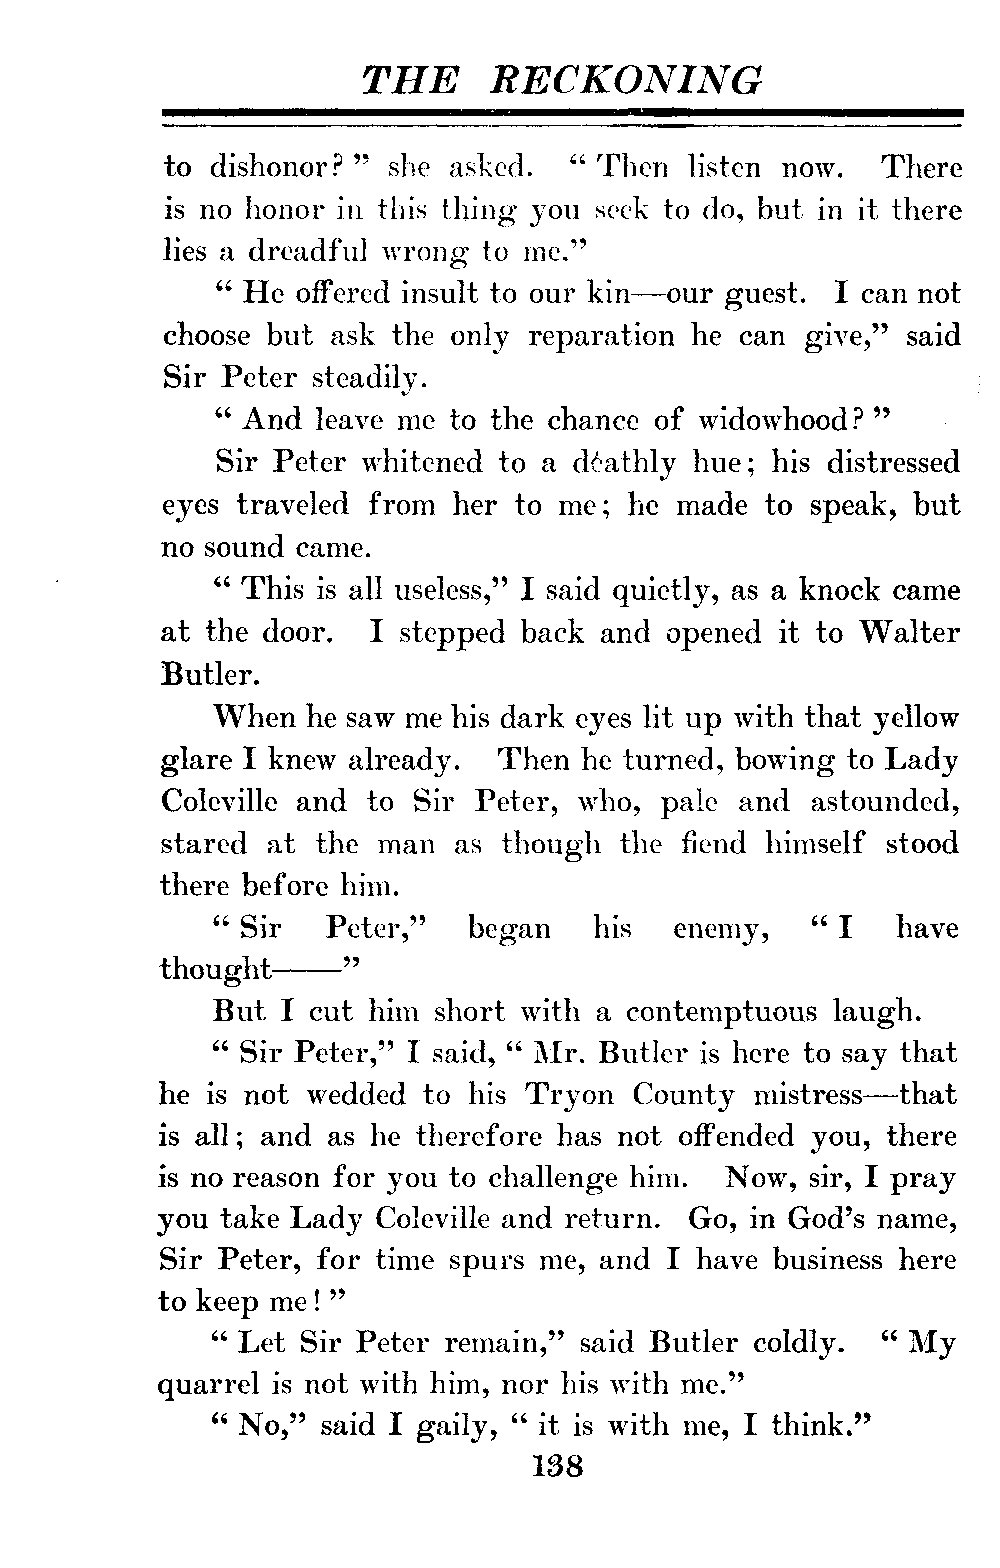 THE RECKONING
to dishonor?" she asked. "Then listen now. There
is no honor in this thing you seek to do, but in it there
lies a dreadful wrong to me."
"He offered insult to our kin—our guest. I can not
choose but ask the only reparation he can give," said
Sir Peter steadily.
"And leave me to the chance of widowhood?"
Sir Peter whitened to a deathly hue; his distressed
eyes traveled from her to me; he made to speak, but
no sound came.
"This is all useless," I said quietly, as a knock came
at the door. I stepped back and opened it to Walter
Butler.
When he saw me his dark eyes lit up with that yellow
glare I knew already. Then he turned, bowing to Lady
Coleville and to Sir Peter, who, pale and astounded,
stared at the man as though the fiend himself stood
there before him.
"Sir Peter," began his enemy, "I have
thought——"
But I cut him short with a contemptuous laugh.
"Sir Peter," I said, "Mr. Butler is here to say that
he is not wedded to his Tryon County mistress—that
is all; and as he therefore has not offended you, there
is no reason for you to challenge him. Now, sir, I pray
you take Lady Coleville and return. Go, in God's name,
Sir Peter, for time spurs me, and I have business here
to keep me!"
"Let Sir Peter remain," said Butler coldly. "My
quarrel is not with him, nor his with me."
"No," said I gaily, "it is with me, I think."
138